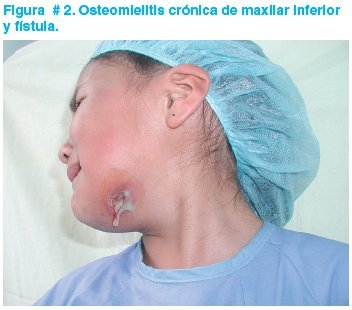 Figura # 2. Osteomielitis crónica de maxilar inferior
y fístula.